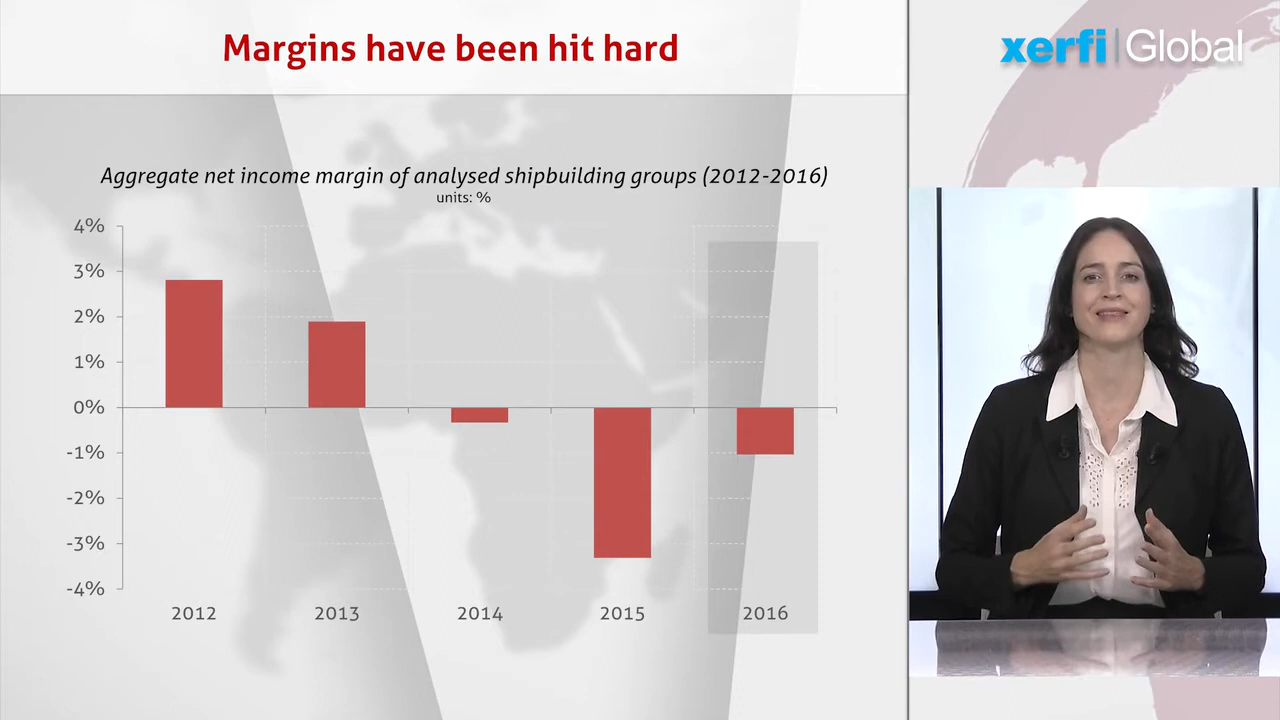 Margins have been hit hard
xerfi Global
Aggregate net income margin of analysed shipbuilding groups (2012-2016)
units: %
4%
3%
2%
1%
0%
-1%
-2%
-3%
-4%
2012 2013 2014 2015 2016